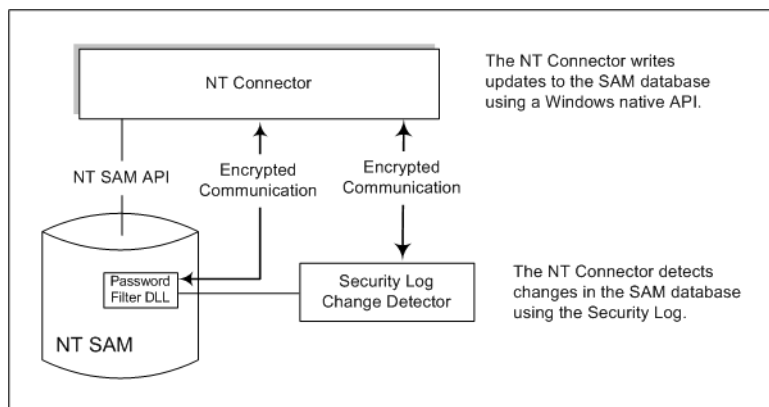 NT Connector
The NT Connector writes
updates to the SAM database
using a Windows native API.
NT SAM API
Encrypted
Communication
Encrypted
Communication
Password
Filter DLL
NT SAM
Security Log
Change Detector
The NT Connector detects
changes in the SAM database
using the Security Log.